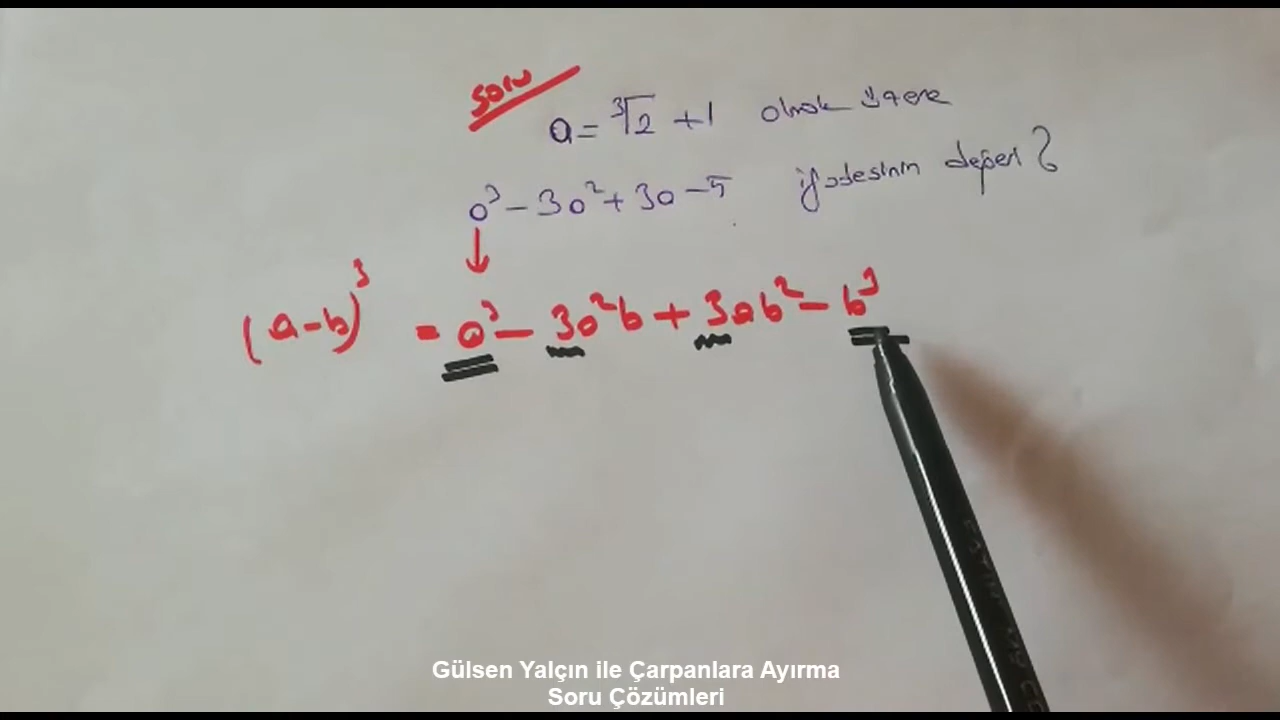 Soru
a = ∛2 + 1 olmak üzere
a³ - 3a² + 3a - 5 ifadesinin değeri ?
(a-b)³ = a³ - 3a²b + 3ab² - b³
Gülsen Yalçın ile Çarpanlara Ayırma
Soru Çözümleri